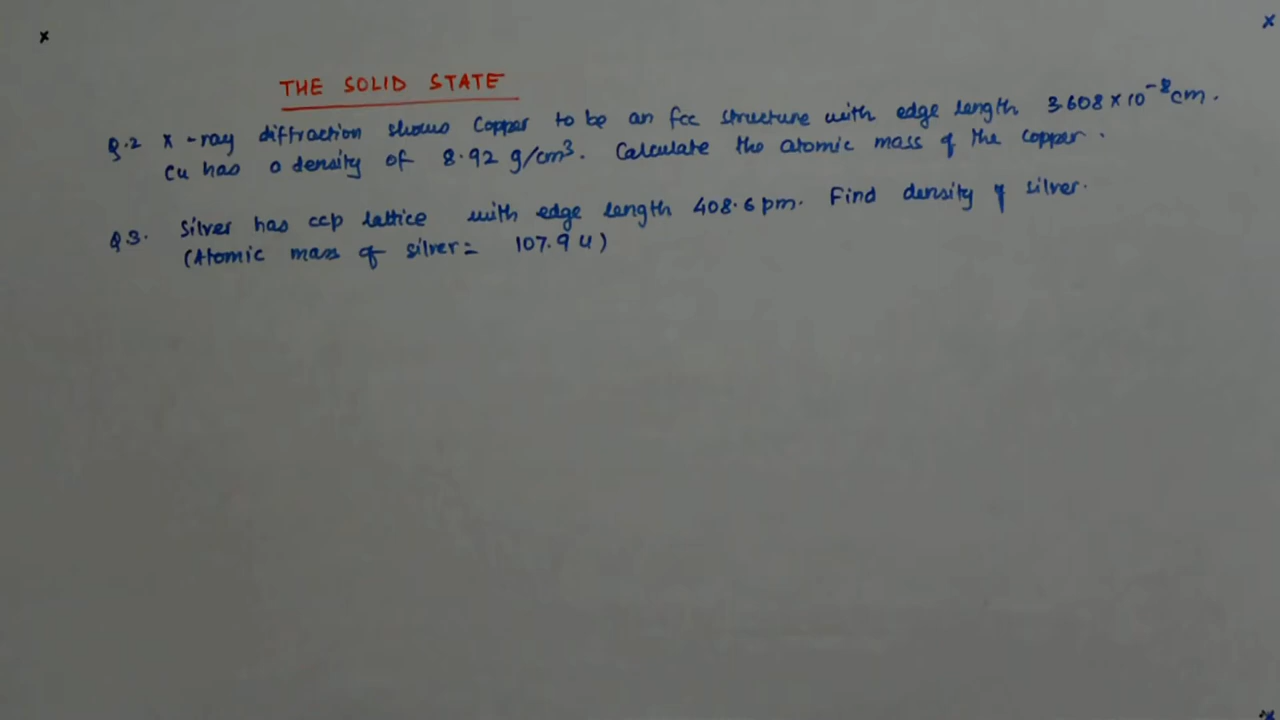 THE SOLID STATE
Q.2 X-ray diffraction shows Copper to be an fcc structure with edge length 3.608 × 10⁻⁸ cm.
Cu has a density of 8.92 g/cm³. Calculate the atomic mass of the copper.
Q3. Silver has ccp lattice with edge length 408.6 pm. Find density of silver.
(Atomic mass of silver = 107.9 u)